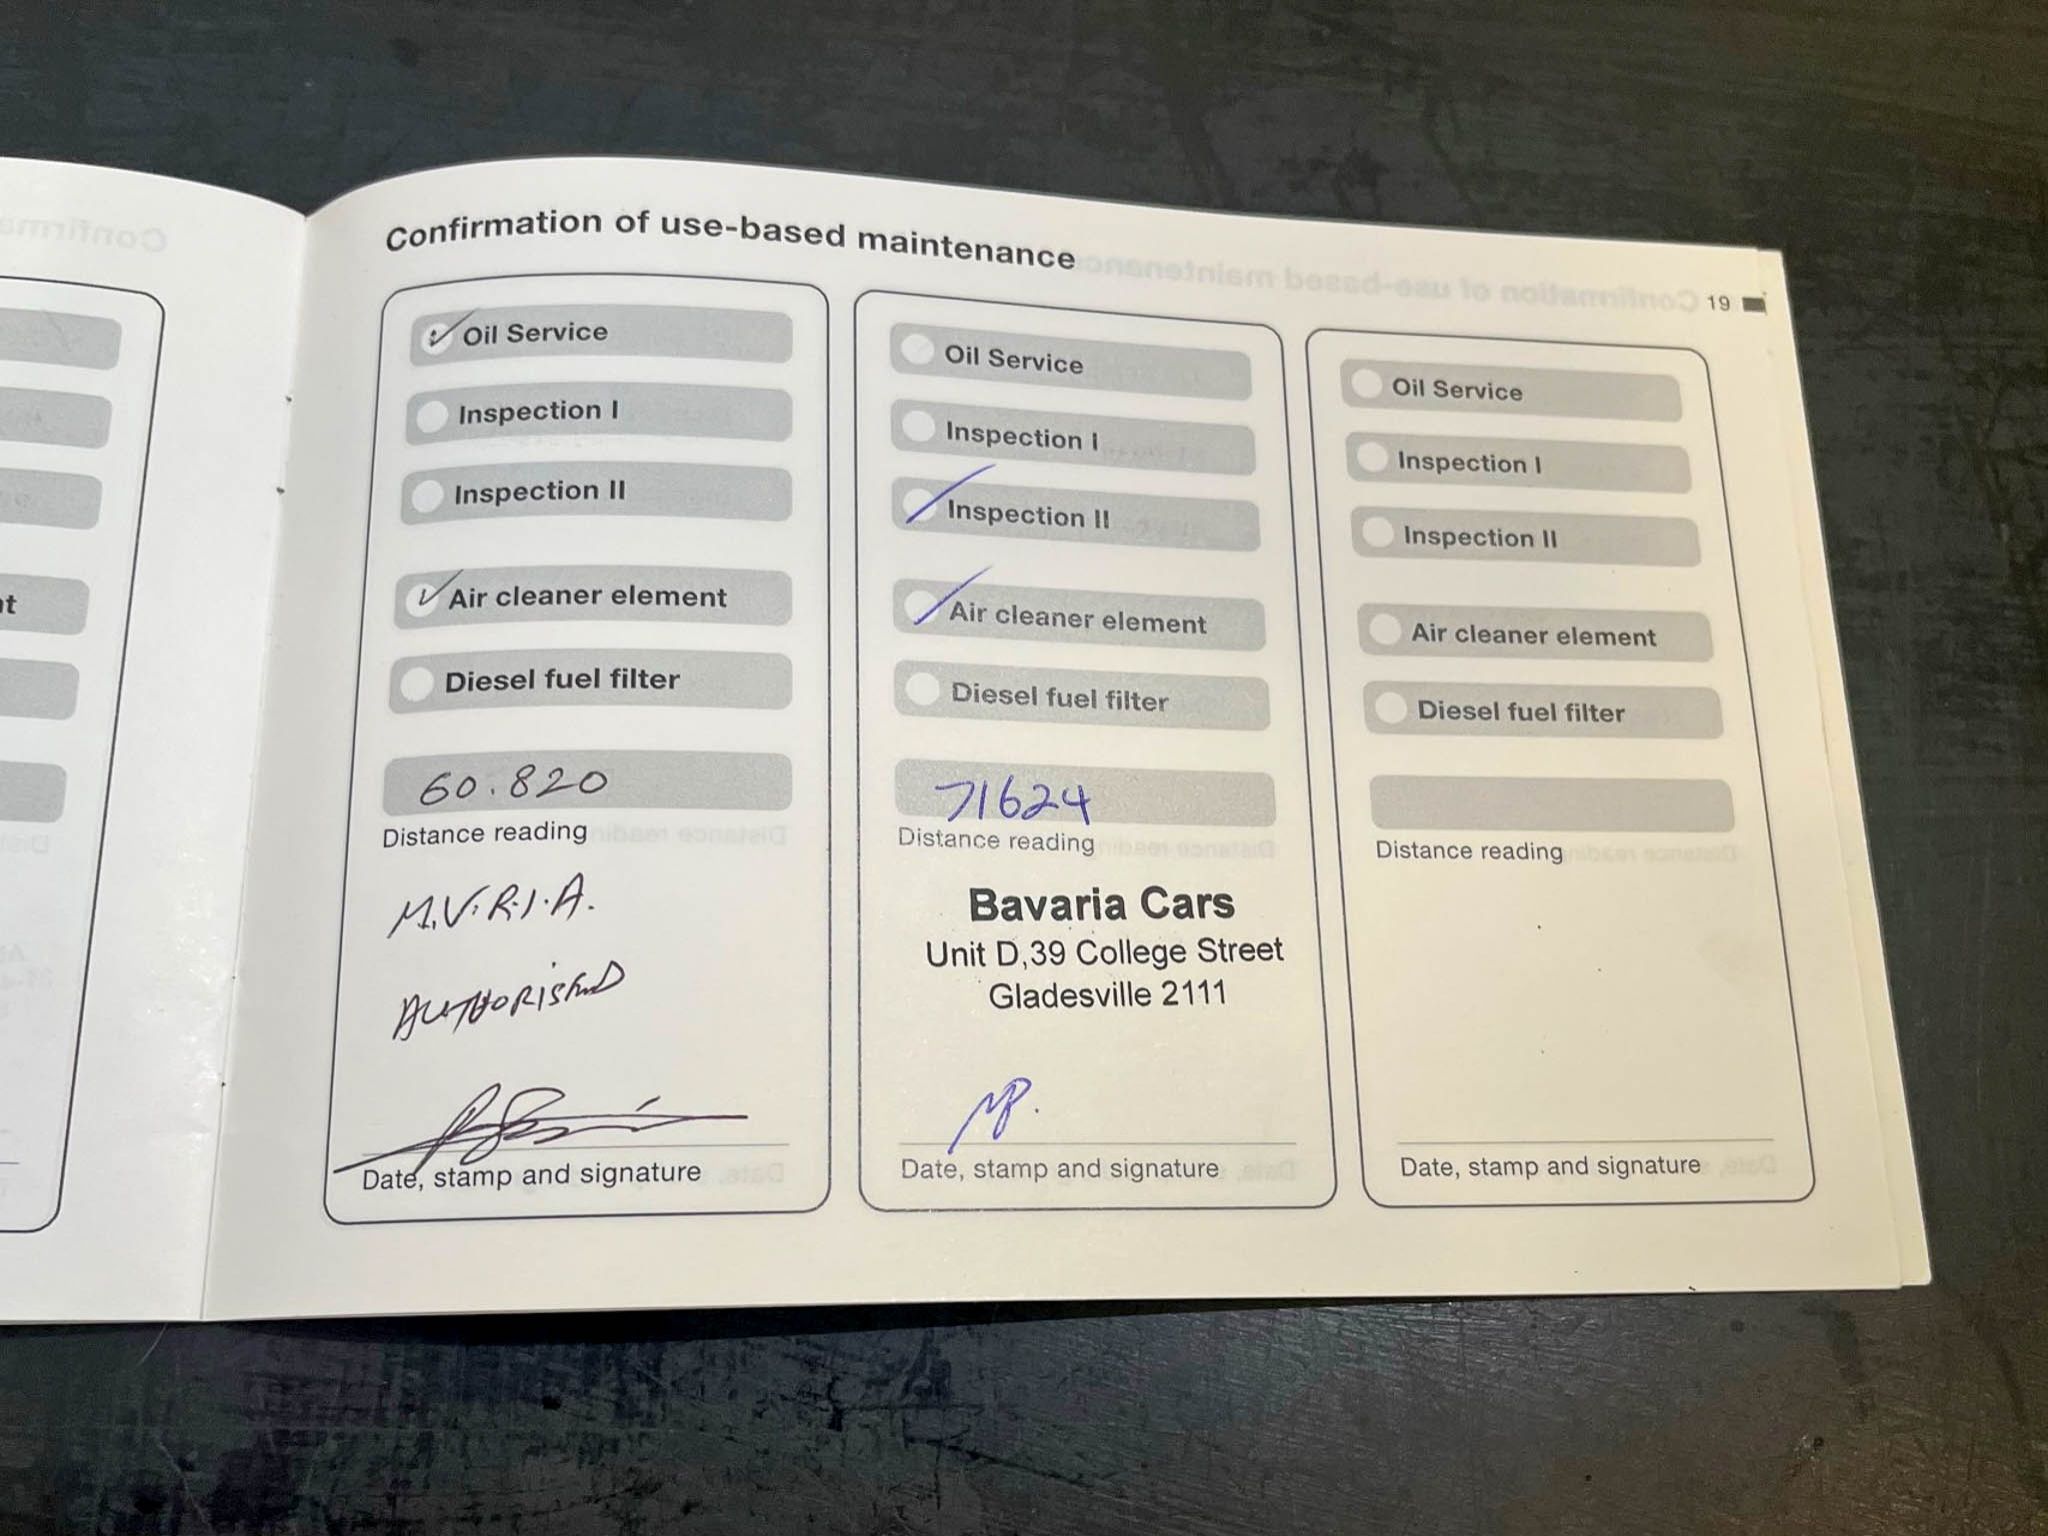 Confirmation of use-based maintenance
19
Oil Service
Inspection I
Inspection II
Air cleaner element
Diesel fuel filter
60.820
Distance reading
M.V.R.I.A.
AUTHORISED
Date, stamp and signature
Oil Service
Inspection I
Inspection II
Air cleaner element
Diesel fuel filter
71624
Distance reading
Bavaria Cars
Unit D,39 College Street
Gladesville 2111
Date, stamp and signature
Oil Service
Inspection I
Inspection II
Air cleaner element
Diesel fuel filter
Distance reading
Date, stamp and signature